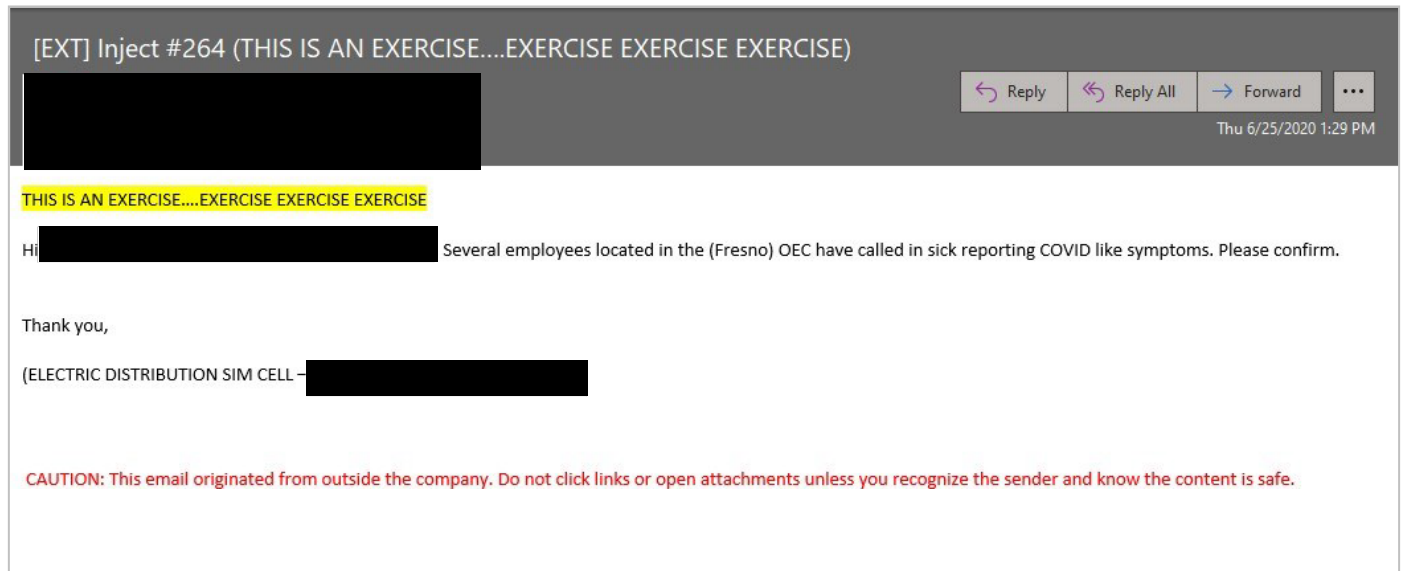 [EXT] Inject #264 (THIS IS AN EXERCISE....EXERCISE EXERCISE EXERCISE)
Reply
Reply All
Forward
Thu 6/25/2020 1:29 PM
THIS IS AN EXERCISE....EXERCISE EXERCISE EXERCISE
Hi Several employees located in the (Fresno) OEC have called in sick reporting COVID like symptoms. Please confirm.
Thank you,
(ELECTRIC DISTRIBUTION SIM CELL –
CAUTION: This email originated from outside the company. Do not click links or open attachments unless you recognize the sender and know the content is safe.